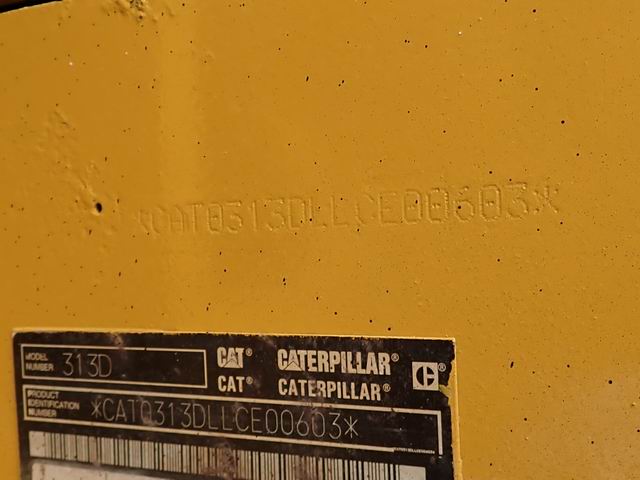 *CAT0313DLLCE00603*
MODEL NUMBER 313D
CAT® CATERPILLAR®
CAT® CATERPILLAR®
PRODUCT IDENTIFICATION NUMBER *CAT0313DLLCE00603*